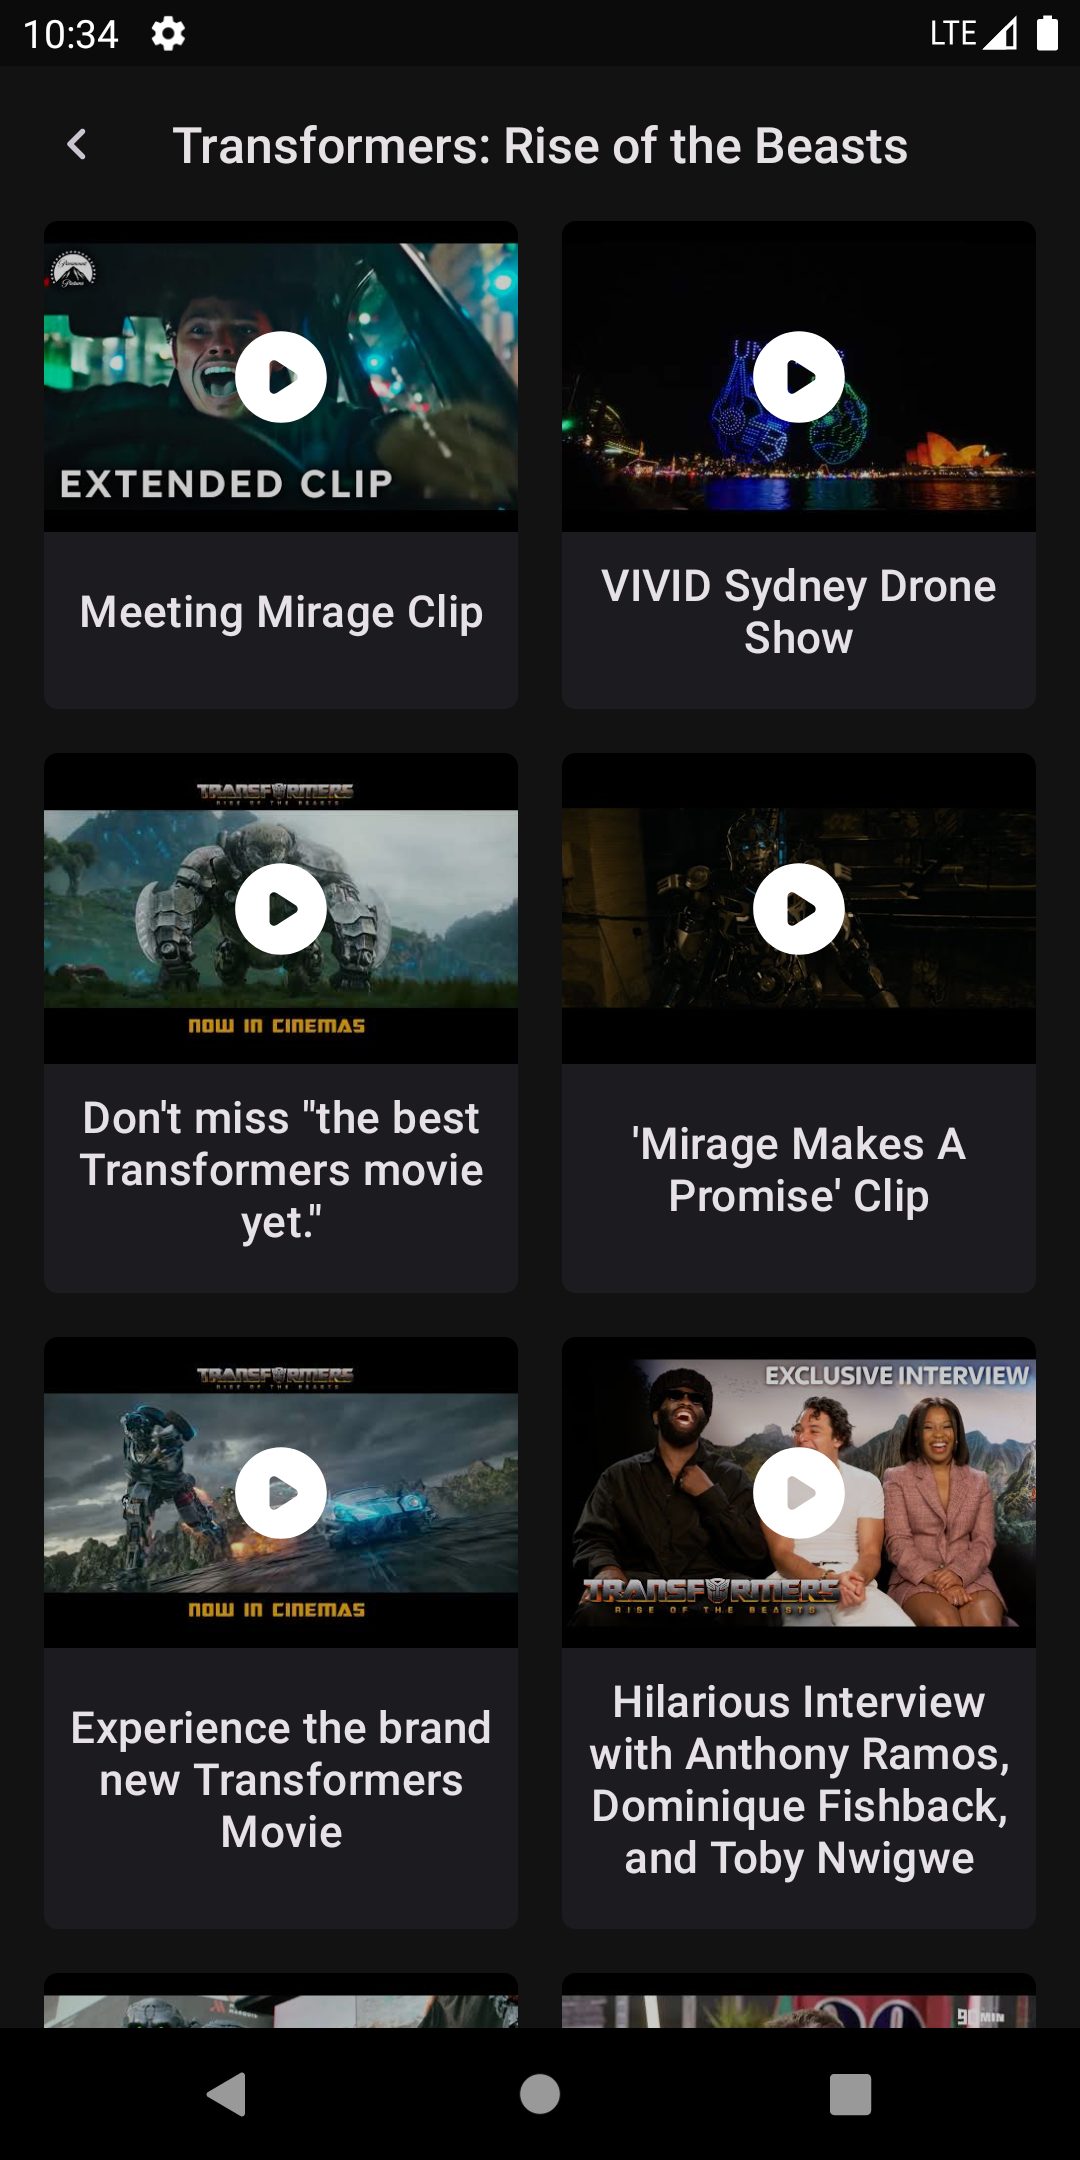 10:34
LTE
Transformers: Rise of the Beasts
EXTENDED CLIP
Meeting Mirage Clip
VIVID Sydney Drone
Show
TRANSFORMERS
RISE OF THE BEASTS
NOW IN CINEMAS
Don't miss "the best
Transformers movie
yet."
'Mirage Makes A
Promise' Clip
TRANSFORMERS
RISE OF THE BEASTS
NOW IN CINEMAS
Experience the brand
new Transformers
Movie
EXCLUSIVE INTERVIEW
TRANSFORMERS
RISE OF THE BEASTS
Hilarious Interview
with Anthony Ramos,
Dominique Fishback,
and Toby Nwigwe